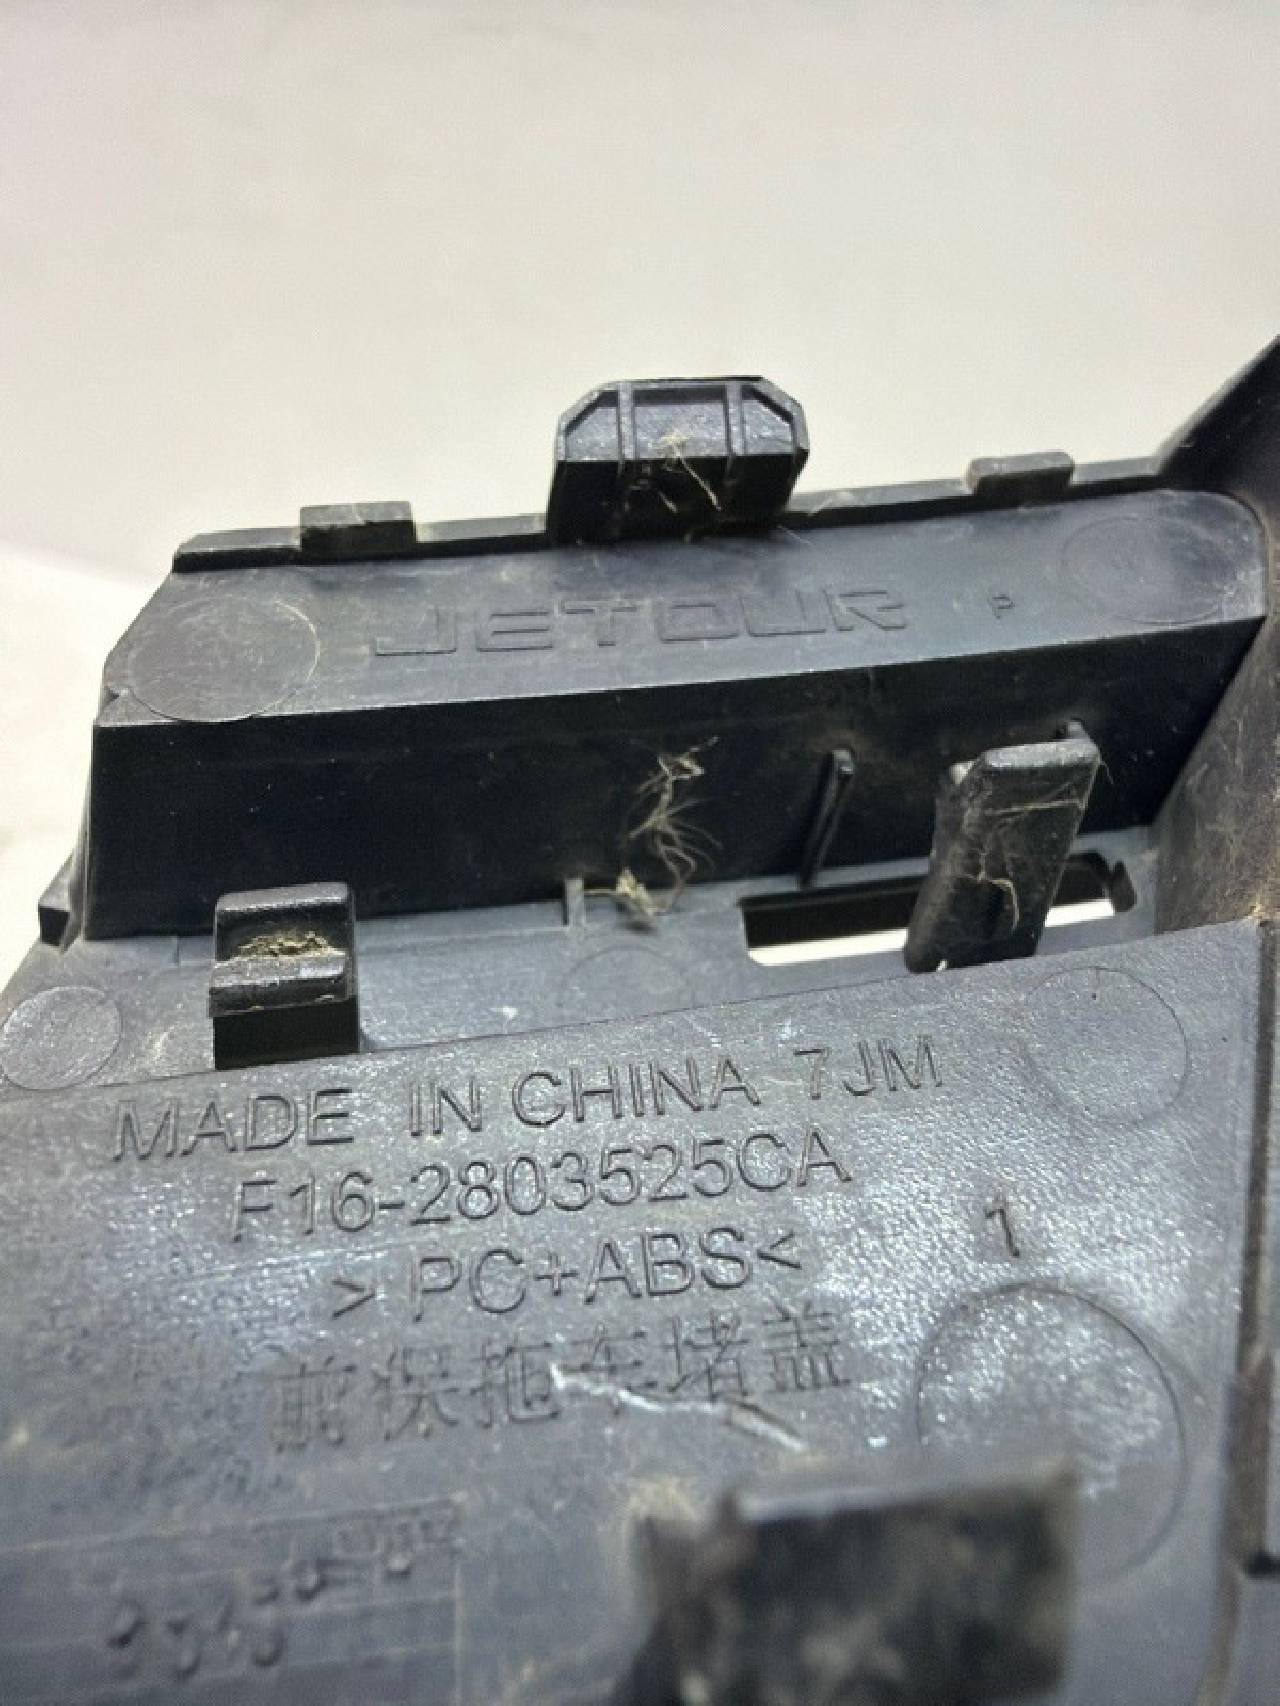 JETOUR P
MADE IN CHINA 7JM
F16-2803525CA
>PC+ABS< 1
前保拖车堵盖